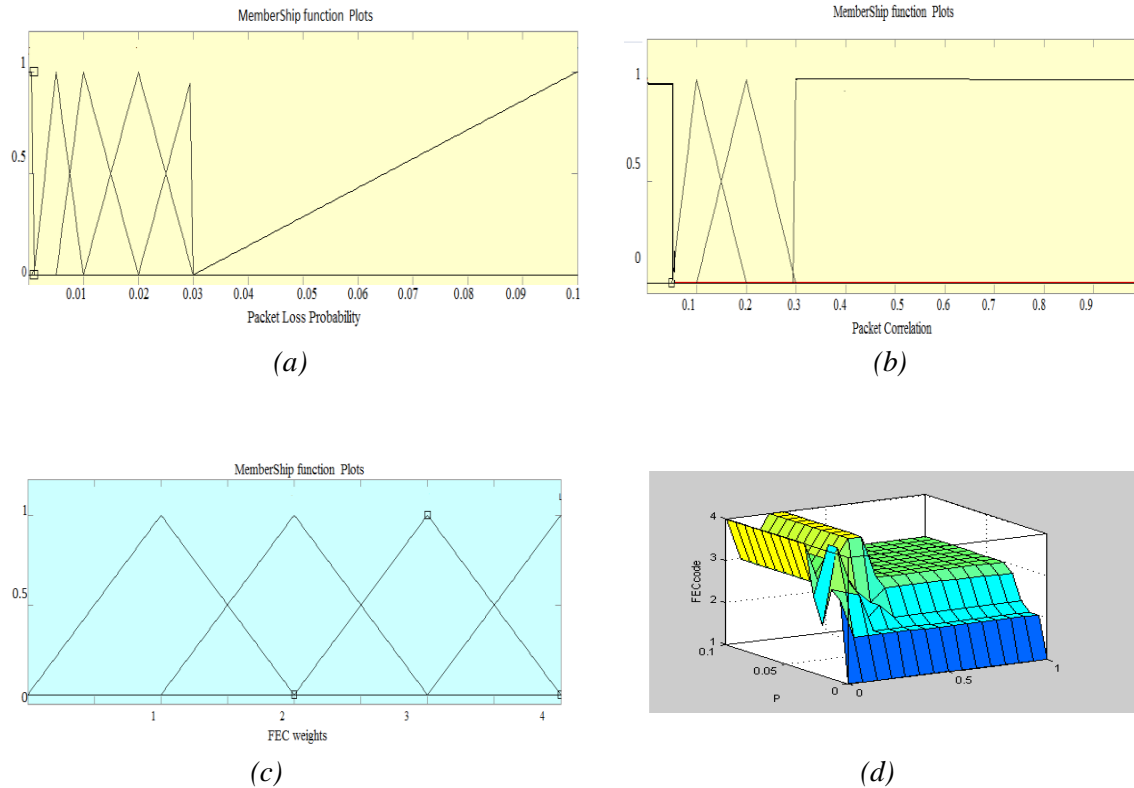 MemberShip function Plots
1
0.5
0
0.01 0.02 0.03 0.04 0.05 0.06 0.07 0.08 0.09 0.1
Packet Loss Probability
(a)
MemberShip function Plots
1
0.5
0
0.1 0.2 0.3 0.4 0.5 0.6 0.7 0.8 0.9
Packet Correlation
(b)
MemberShip function Plots
1
0.5
0
1 2 3 4
FEC weights
(c)
4
3
2
1
FECcode
0.1
0.05
0
P
0
0.5
1
(d)